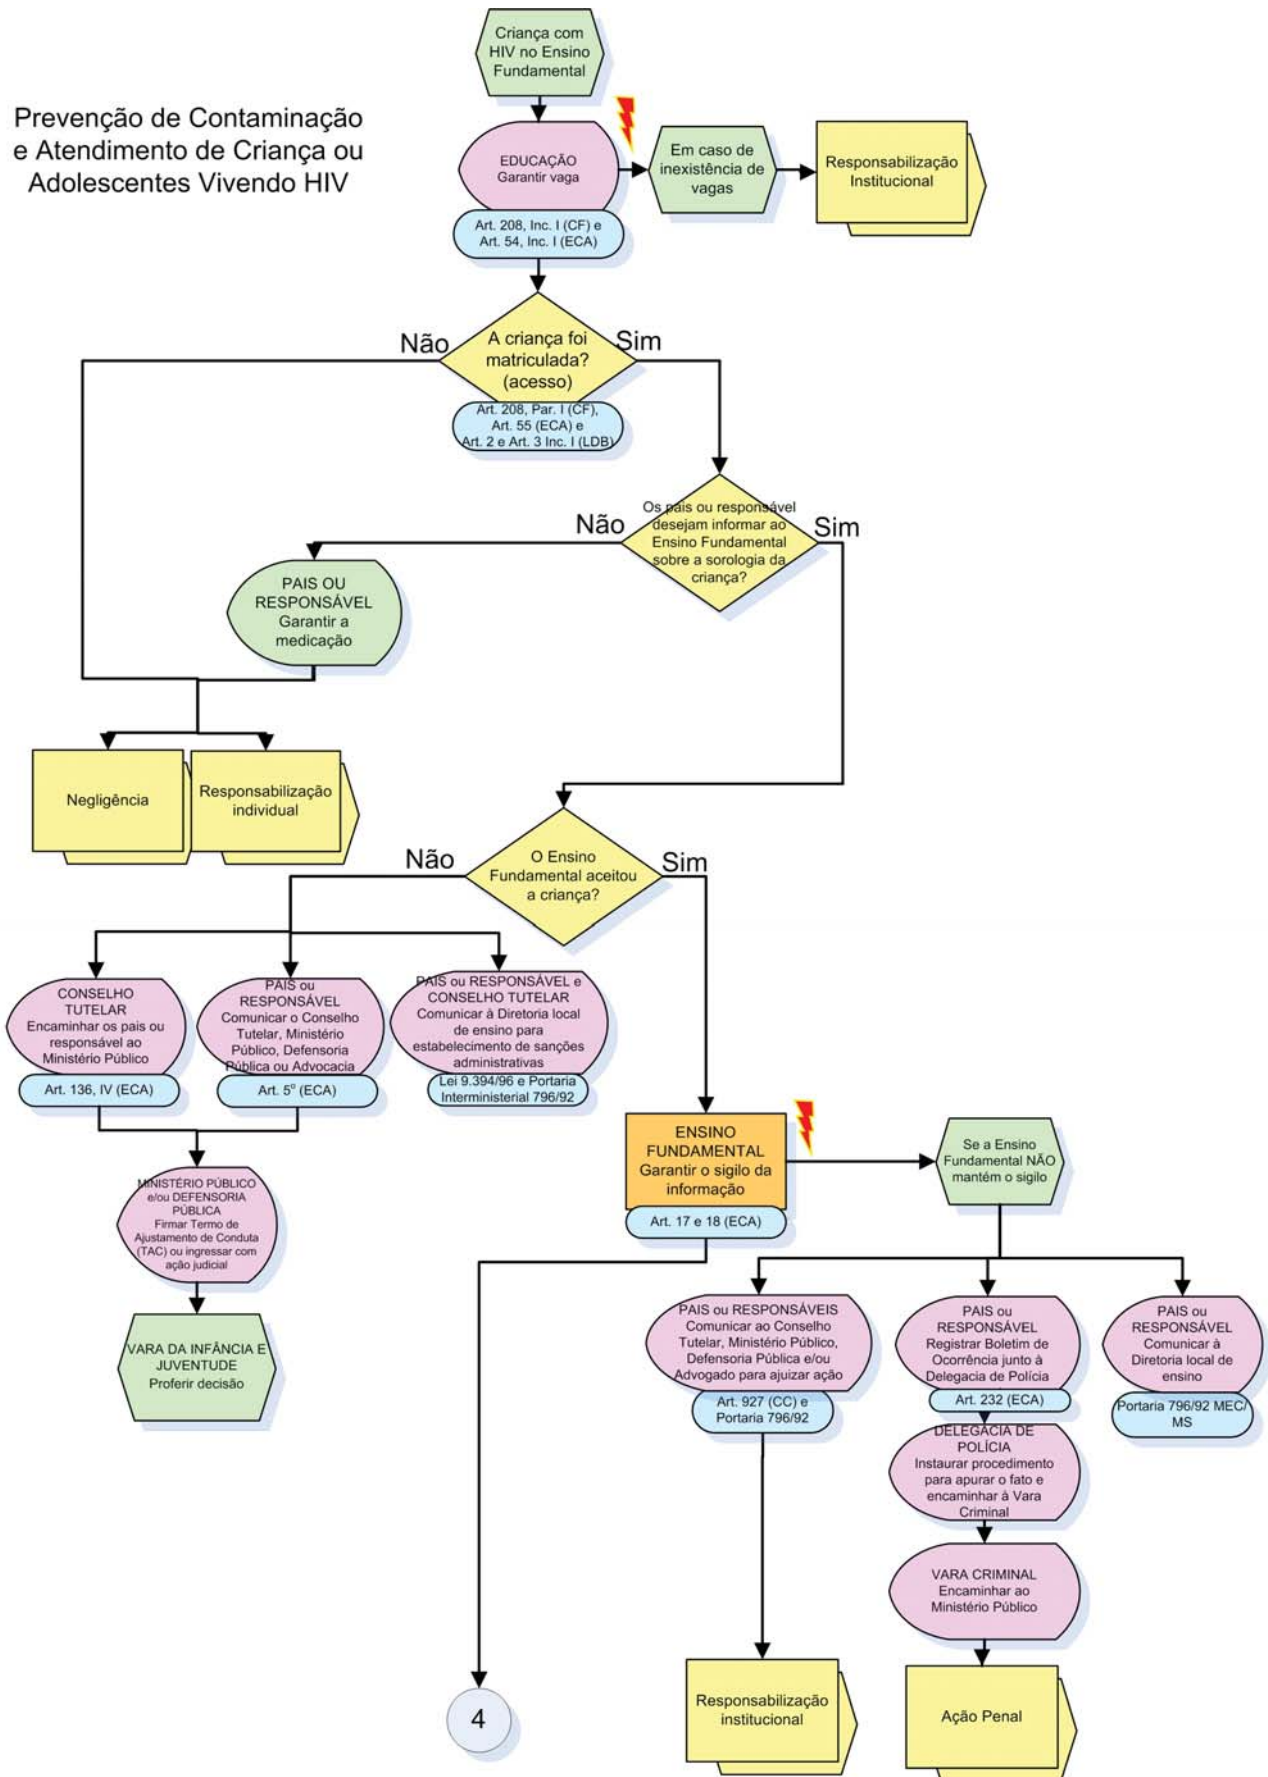 Prevenção de Contaminação
e Atendimento de Criança ou
Adolescentes Vivendo HIV
Criança com
HIV no Ensino
Fundamental
EDUCAÇÃO
Garantir vaga
Art. 208, Inc. I (CF) e
Art. 54, Inc. I (ECA)
Em caso de
inexistência de
vagas
Responsabilização
Institucional
Não
A criança foi
matriculada?
(acesso)
Sim
Art. 208, Par. I (CF),
Art. 55 (ECA) e
Art. 2 e Art. 3 Inc. I (LDB)
Não
Os pais ou responsável
desejam informar ao
Ensino Fundamental
sobre a sorologia da
criança?
Sim
PAIS OU
RESPONSÁVEL
Garantir a
medicação
Negligência
Responsabilização
individual
Não
O Ensino
Fundamental aceitou
a criança?
Sim
CONSELHO
TUTELAR
Encaminhar os pais ou
responsável ao
Ministério Público
Art. 136, IV (ECA)
PAIS ou
RESPONSÁVEL
Comunicar o Conselho
Tutelar, Ministério
Público, Defensoria
Pública ou Advocacia
Art. 5º (ECA)
PAIS ou RESPONSÁVEL e
CONSELHO TUTELAR
Comunicar à Diretoria local
de ensino para
estabelecimento de sanções
administrativas
Lei 9.394/96 e Portaria
Interministerial 796/92
MINISTÉRIO PÚBLICO
e/ou DEFENSORIA
PÚBLICA
Firmar Termo de
Ajustamento de Conduta
(TAC) ou ingressar com
ação judicial
VARA DA INFÂNCIA E
JUVENTUDE
Proferir decisão
ENSINO
FUNDAMENTAL
Garantir o sigilo da
informação
Art. 17 e 18 (ECA)
Se a Ensino
Fundamental NÃO
mantém o sigilo
PAIS ou RESPONSÁVEIS
Comunicar ao Conselho
Tutelar, Ministério Público,
Defensoria Pública e/ou
Advogado para ajuizar ação
Art. 927 (CC) e
Portaria 796/92
PAIS ou
RESPONSÁVEL
Registrar Boletim de
Ocorrência junto à
Delegacia de Polícia
Art. 232 (ECA)
PAIS ou
RESPONSÁVEL
Comunicar à
Diretoria local de
ensino
Portaria 796/92 MEC/
MS
DELEGACIA DE
POLÍCIA
Instaurar procedimento
para apurar o fato e
encaminhar à Vara
Criminal
VARA CRIMINAL
Encaminhar ao
Ministério Público
4
Responsabilização
institucional
Ação Penal